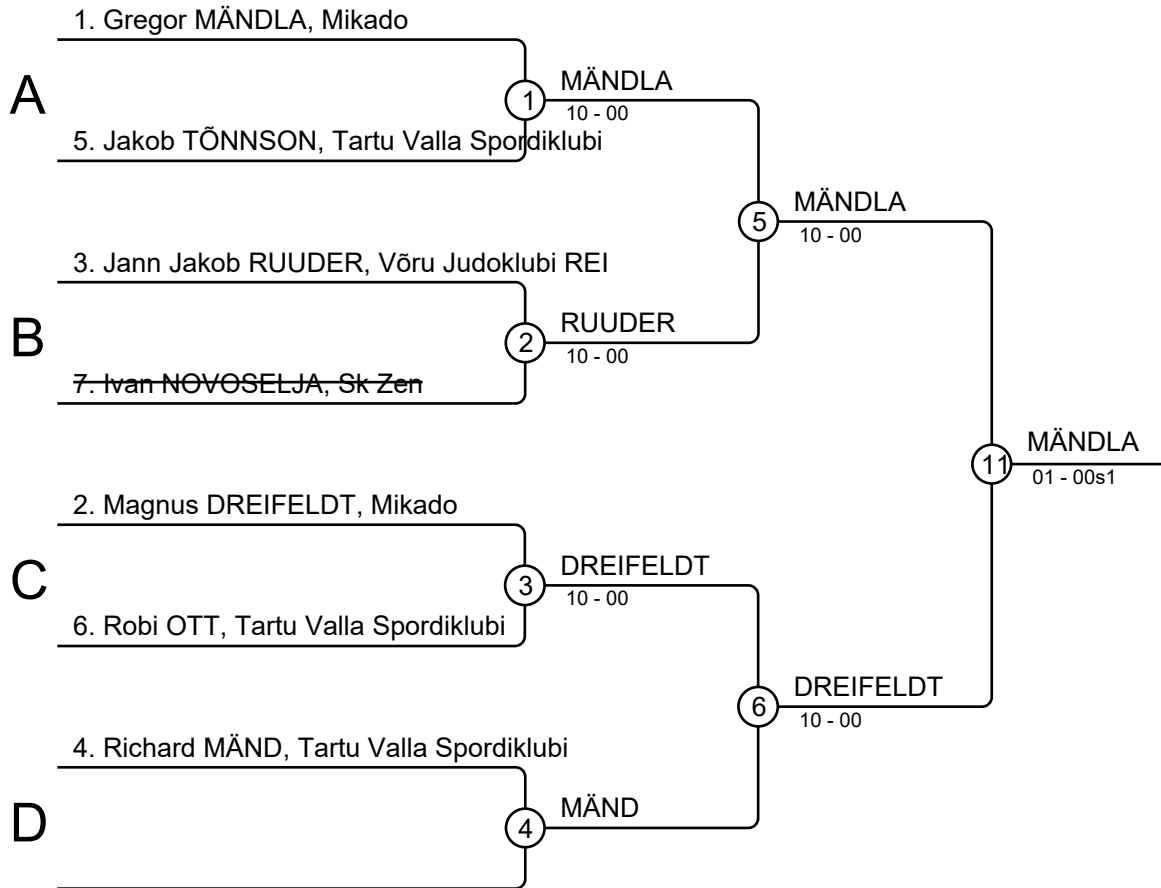 1. Gregor MÄNDLA, Mikado
A
1
MÄNDLA
10 - 00
5. Jakob TÕNNSON, Tartu Valla Spordiklubi
5
MÄNDLA
10 - 00
3. Jann Jakob RUUDER, Võru Judoklubi REI
B
2
RUUDER
10 - 00
7. Ivan NOVOSELJA, Sk Zen
11
MÄNDLA
01 - 00s1
2. Magnus DREIFELDT, Mikado
C
3
DREIFELDT
10 - 00
6. Robi OTT, Tartu Valla Spordiklubi
6
DREIFELDT
10 - 00
4. Richard MÄND, Tartu Valla Spordiklubi
D
4
MÄND